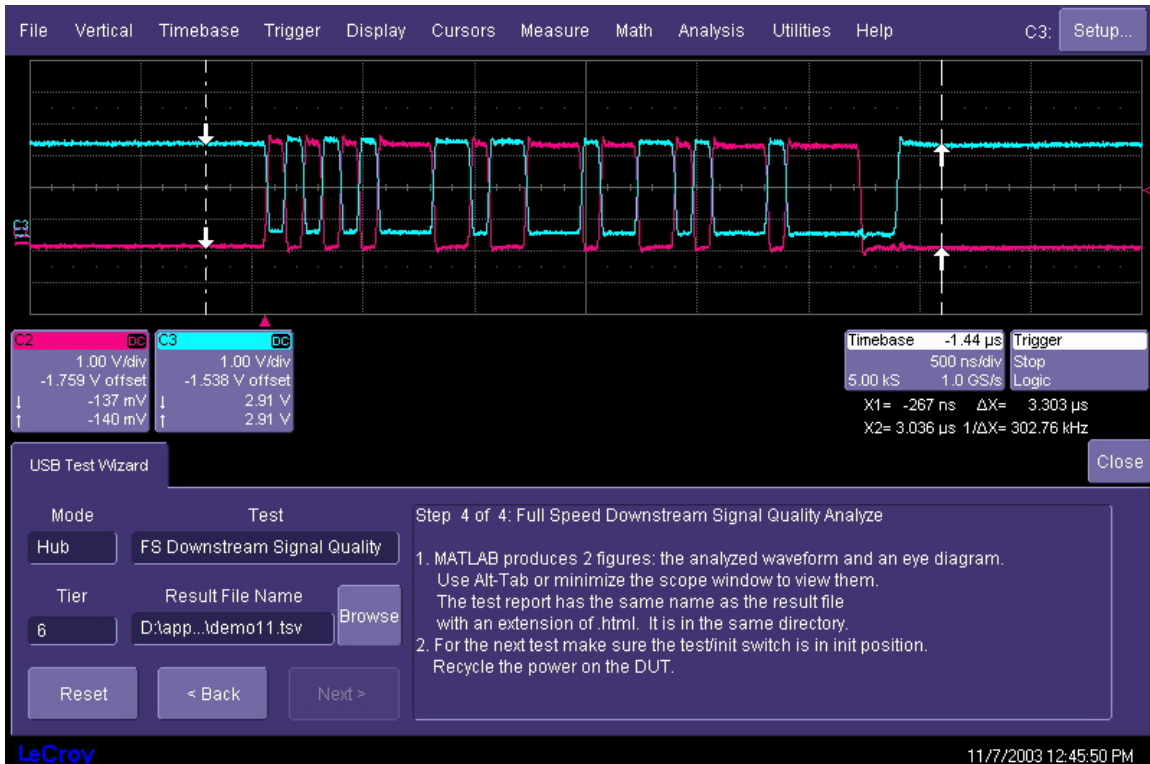 File Vertical Timebase Trigger Display Cursors Measure Math Analysis Utilities Help C3: Setup...
C3
C2 DC
1.00 V/div
-1.759 V offset
↓ -137 mV
↑ -140 mV
C3 DC
1.00 V/div
-1.538 V offset
↓ 2.91 V
↑ 2.91 V
Timebase -1.44 µs
500 ns/div
5.00 kS 1.0 GS/s
Trigger
Stop
Logic
X1= -267 ns ΔX= 3.303 µs
X2= 3.036 µs 1/ΔX= 302.76 kHz
USB Test Wizard
Close
Mode Test
Hub FS Downstream Signal Quality
Tier Result File Name
6 D:\app...\demo11.tsv Browse
Reset < Back Next >
Step 4 of 4: Full Speed Downstream Signal Quality Analyze
1. MATLAB produces 2 figures: the analyzed waveform and an eye diagram.
Use Alt-Tab or minimize the scope window to view them.
The test report has the same name as the result file
with an extension of .html. It is in the same directory.
2. For the next test make sure the test/init switch is in init position.
Recycle the power on the DUT.
LeCroy
11/7/2003 12:45:50 PM